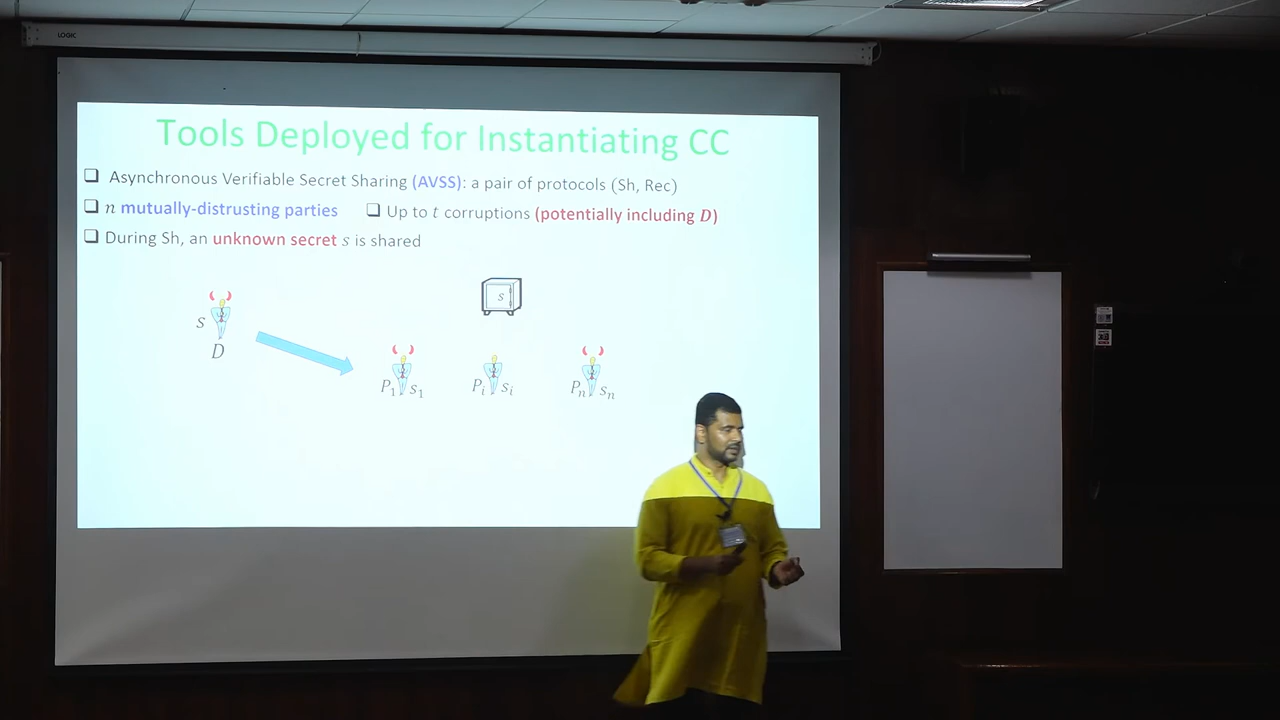 LOGIC
Tools Deployed for Instantiating CC
❑ Asynchronous Verifiable Secret Sharing (AVSS): a pair of protocols (Sh, Rec)
❑ n mutually-distrusting parties ❑ Up to t corruptions (potentially including D)
❑ During Sh, an unknown secret s is shared
s
s
D
P₁ s₁ Pᵢ sᵢ Pₙ sₙ